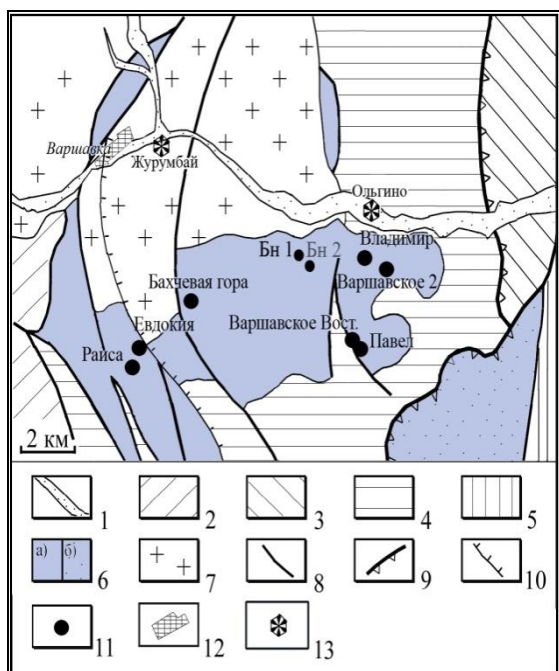 Варшавка
Журумбай
Ольгино
Бн 1
Бн 2
Владимир
Варшавское 2
Бахчевая гора
Варшавское Вост.
Евдокия
Павел
Раиса
2 км
1
2
3
4
5
а) б)
6
7
8
9
10
11
12
13